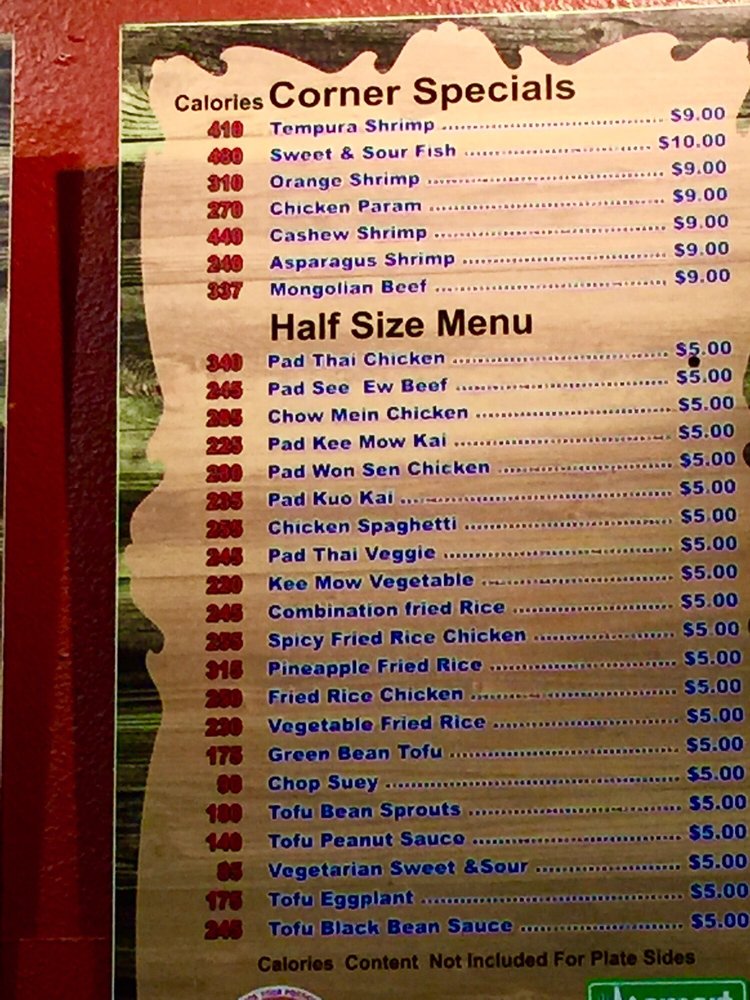 Calories Corner Specials
410 Tempura Shrimp $9.00
480 Sweet & Sour Fish $10.00
310 Orange Shrimp $9.00
270 Chicken Param $9.00
440 Cashew Shrimp $9.00
240 Asparagus Shrimp $9.00
337 Mongolian Beef $9.00
Half Size Menu
340 Pad Thai Chicken $5.00
245 Pad See Ew Beef $5.00
Chow Mein Chicken $5.00
225 Pad Kee Mow Kai $5.00
Pad Won Sen Chicken $5.00
235 Pad Kuo Kai $5.00
255 Chicken Spaghetti $5.00
245 Pad Thai Veggie $5.00
220 Kee Mow Vegetable $5.00
245 Combination fried Rice $5.00
255 Spicy Fried Rice Chicken $5.00
315 Pineapple Fried Rice $5.00
250 Fried Rice Chicken $5.00
230 Vegetable Fried Rice $5.00
175 Green Bean Tofu $5.00
Chop Suey $5.00
Tofu Bean Sprouts $5.00
140 Tofu Peanut Sauce $5.00
85 Vegetarian Sweet &Sour $5.00
175 Tofu Eggplant $5.00
245 Tofu Black Bean Sauce $5.00
Calories Content Not Included For Plate Sides